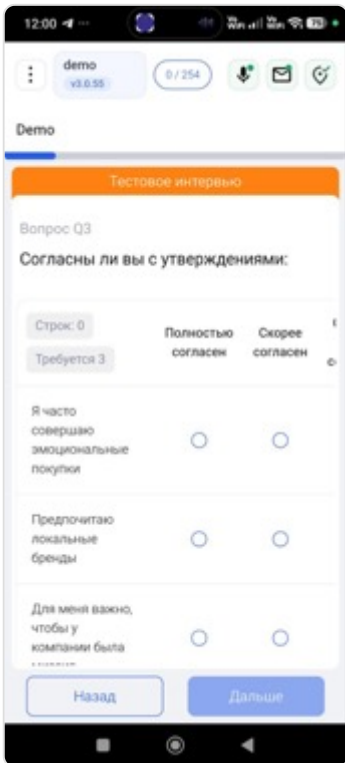 12:00
demo
v3.0.55
0 / 254
Demo
Тестовое интервью
Вопрос Q3
Согласны ли вы с утверждениями:
Строк: 0
Требуется 3
Полностью
согласен
Скорее
согласен
Я часто
совершаю
эмоциональные
покупки
Предпочитаю
локальные
бренды
Для меня важно,
чтобы у
компании была
Назад
Дальше